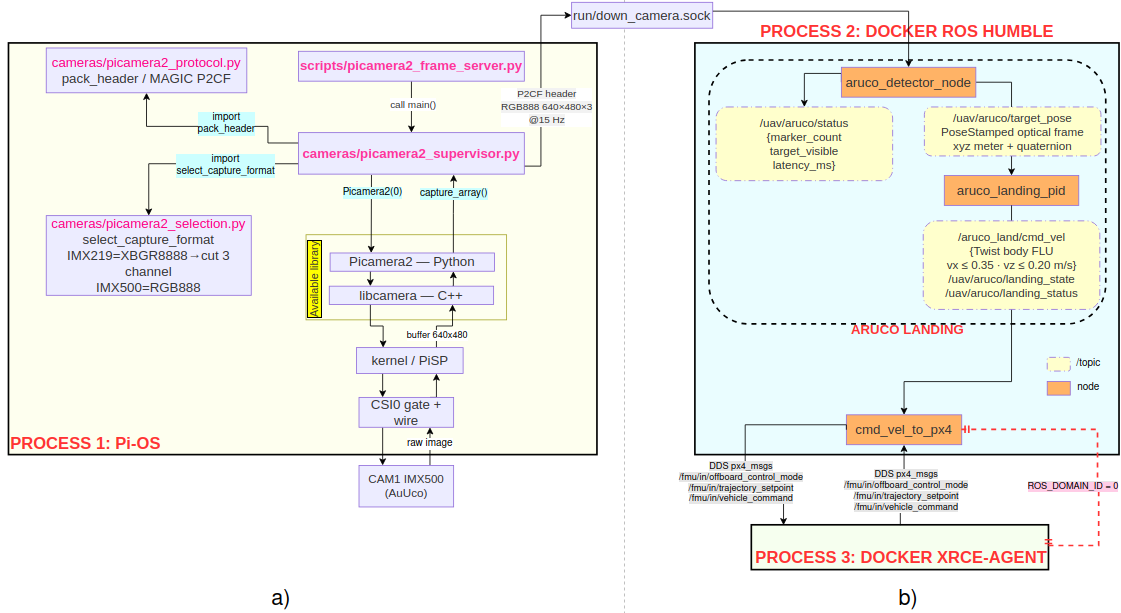 run/down_camera.sock
cameras/picamera2_protocol.py
pack_header / MAGIC P2CF
scripts/picamera2_frame_server.py
call main()
P2CF header
RGB888 640×480×3
@15 Hz
import
pack_header
cameras/picamera2_supervisor.py
import
select_capture_format
Picamera2(0)
capture_array()
cameras/picamera2_selection.py
select_capture_format
IMX219=XBGR8888→cut 3
channel
IMX500=RGB888
Available library
Picamera2 — Python
libcamera — C++
buffer 640x480
kernel / PiSP
CSI0 gate +
wire
raw image
PROCESS 1: Pi-OS
CAM1 IMX500
(AuUco)
a)
PROCESS 2: DOCKER ROS HUMBLE
aruco_detector_node
/uav/aruco/status
{marker_count
target_visible
latency_ms}
/uav/aruco/target_pose
PoseStamped optical frame
xyz meter + quaternion
aruco_landing_pid
/aruco_land/cmd_vel
{Twist body FLU
vx ≤ 0.35 · vz ≤ 0.20 m/s}
/uav/aruco/landing_state
/uav/aruco/landing_status
ARUCO LANDING
/topic
node
cmd_vel_to_px4
DDS px4_msgs
/fmu/in/offboard_control_mode
/fmu/in/trajectory_setpoint
/fmu/in/vehicle_command
DDS px4_msgs
/fmu/in/offboard_control_mode
/fmu/in/trajectory_setpoint
/fmu/in/vehicle_command
ROS_DOMAIN_ID = 0
PROCESS 3: DOCKER XRCE-AGENT
b)